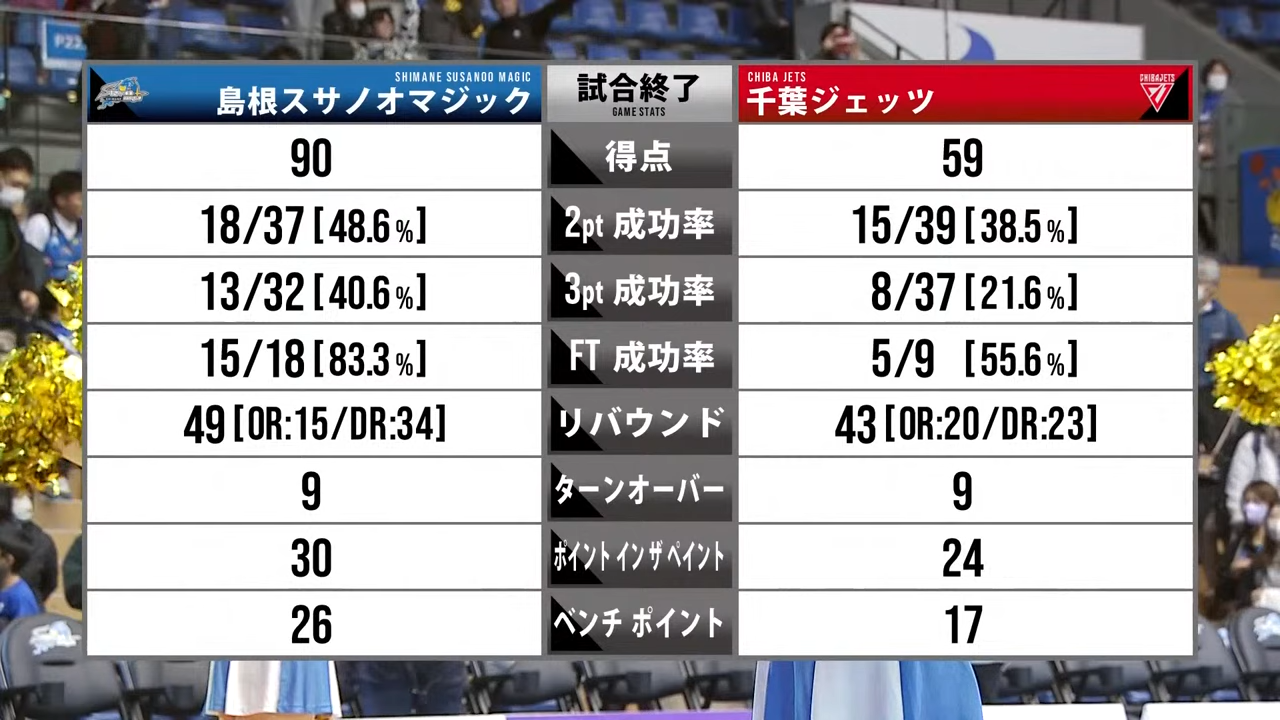 P22
SHIMANE SUSANOO MAGIC
島根スサノオマジック
試合終了
GAME STATS
CHIBA JETS
千葉ジェッツ
CHIBAJETS
90 得点 59
18/37 [48.6%] 2pt 成功率 15/39 [38.5%]
13/32 [40.6%] 3pt 成功率 8/37 [21.6%]
15/18 [83.3%] FT 成功率 5/9 [55.6%]
49 [OR:15/DR:34] リバウンド 43 [OR:20/DR:23]
9 ターンオーバー 9
30 ポイント イン ザ ペイント 24
26 ベンチ ポイント 17